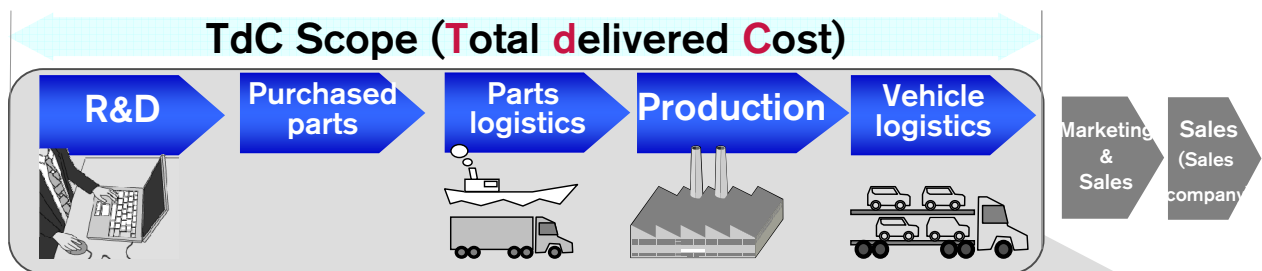 TdC Scope (Total delivered Cost)
R&D
Purchased
parts
Parts
logistics
Production
Vehicle
logistics
Marketing
&
Sales
Sales
(Sales
company